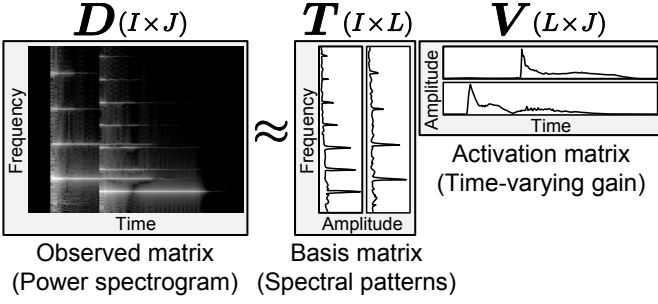 D (I×J)
T (I×L)
V (L×J)
Frequency
Time
≈
Frequency
Amplitude
Amplitude
Time
Observed matrix
(Power spectrogram)
Basis matrix
(Spectral patterns)
Activation matrix
(Time-varying gain)